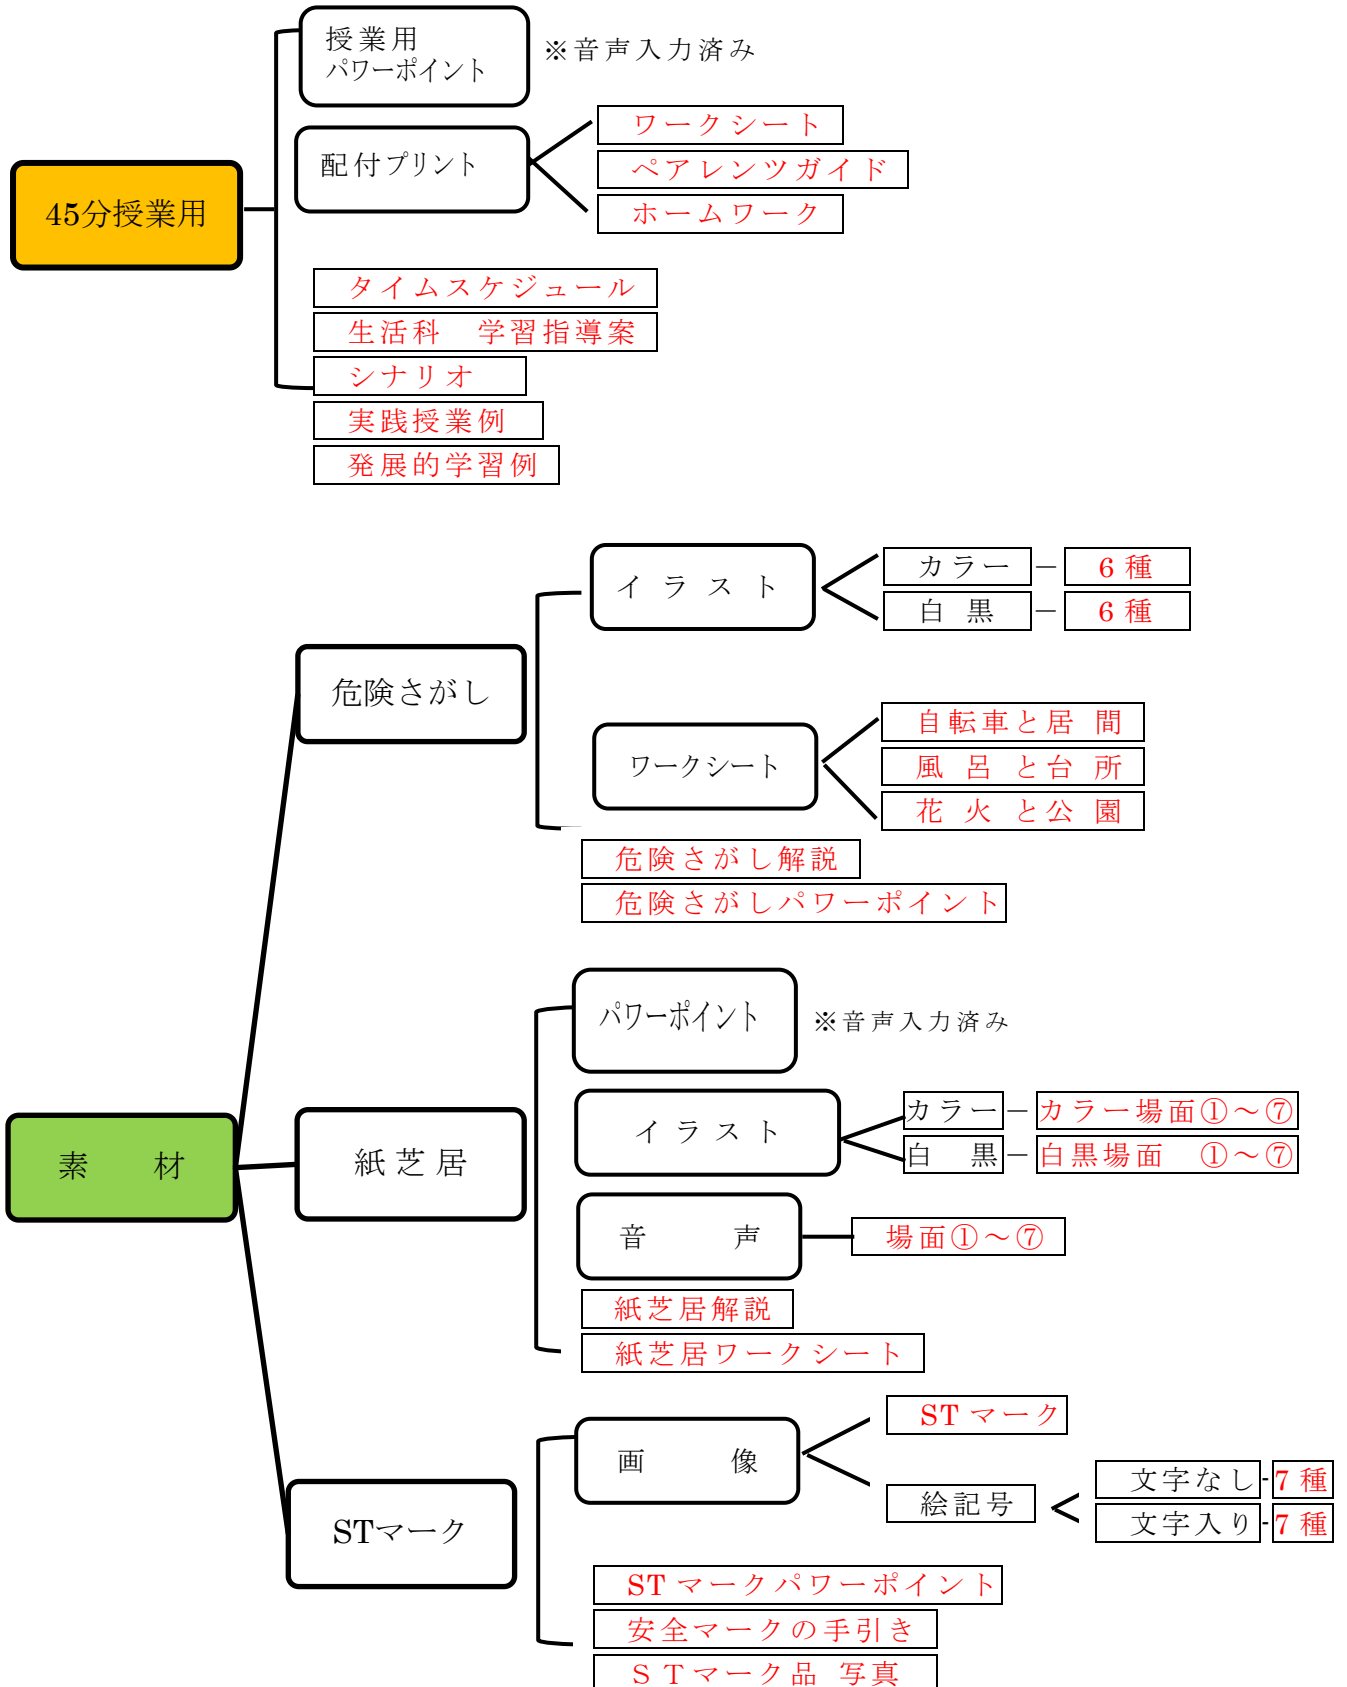 授業用
パワーポイント
※音声入力済み
配付プリント
ワークシート
ペアレンツガイド
ホームワーク
45分授業用
タイムスケジュール
生活科　学習指導案
シナリオ
実践授業例
発展的学習例
イラスト
カラー － 6種
白黒 － 6種
危険さがし
ワークシート
自転車と居間
風呂と台所
花火と公園
危険さがし解説
危険さがしパワーポイント
パワーポイント
※音声入力済み
イラスト
カラー － カラー場面①～⑦
白　黒 － 白黒場面　①～⑦
素　材
紙芝居
音　声
場面①～⑦
紙芝居解説
紙芝居ワークシート
画　像
STマーク
絵記号
文字なし - 7種
文字入り - 7種
STマーク
STマークパワーポイント
安全マークの手引き
ＳＴマーク品 写真